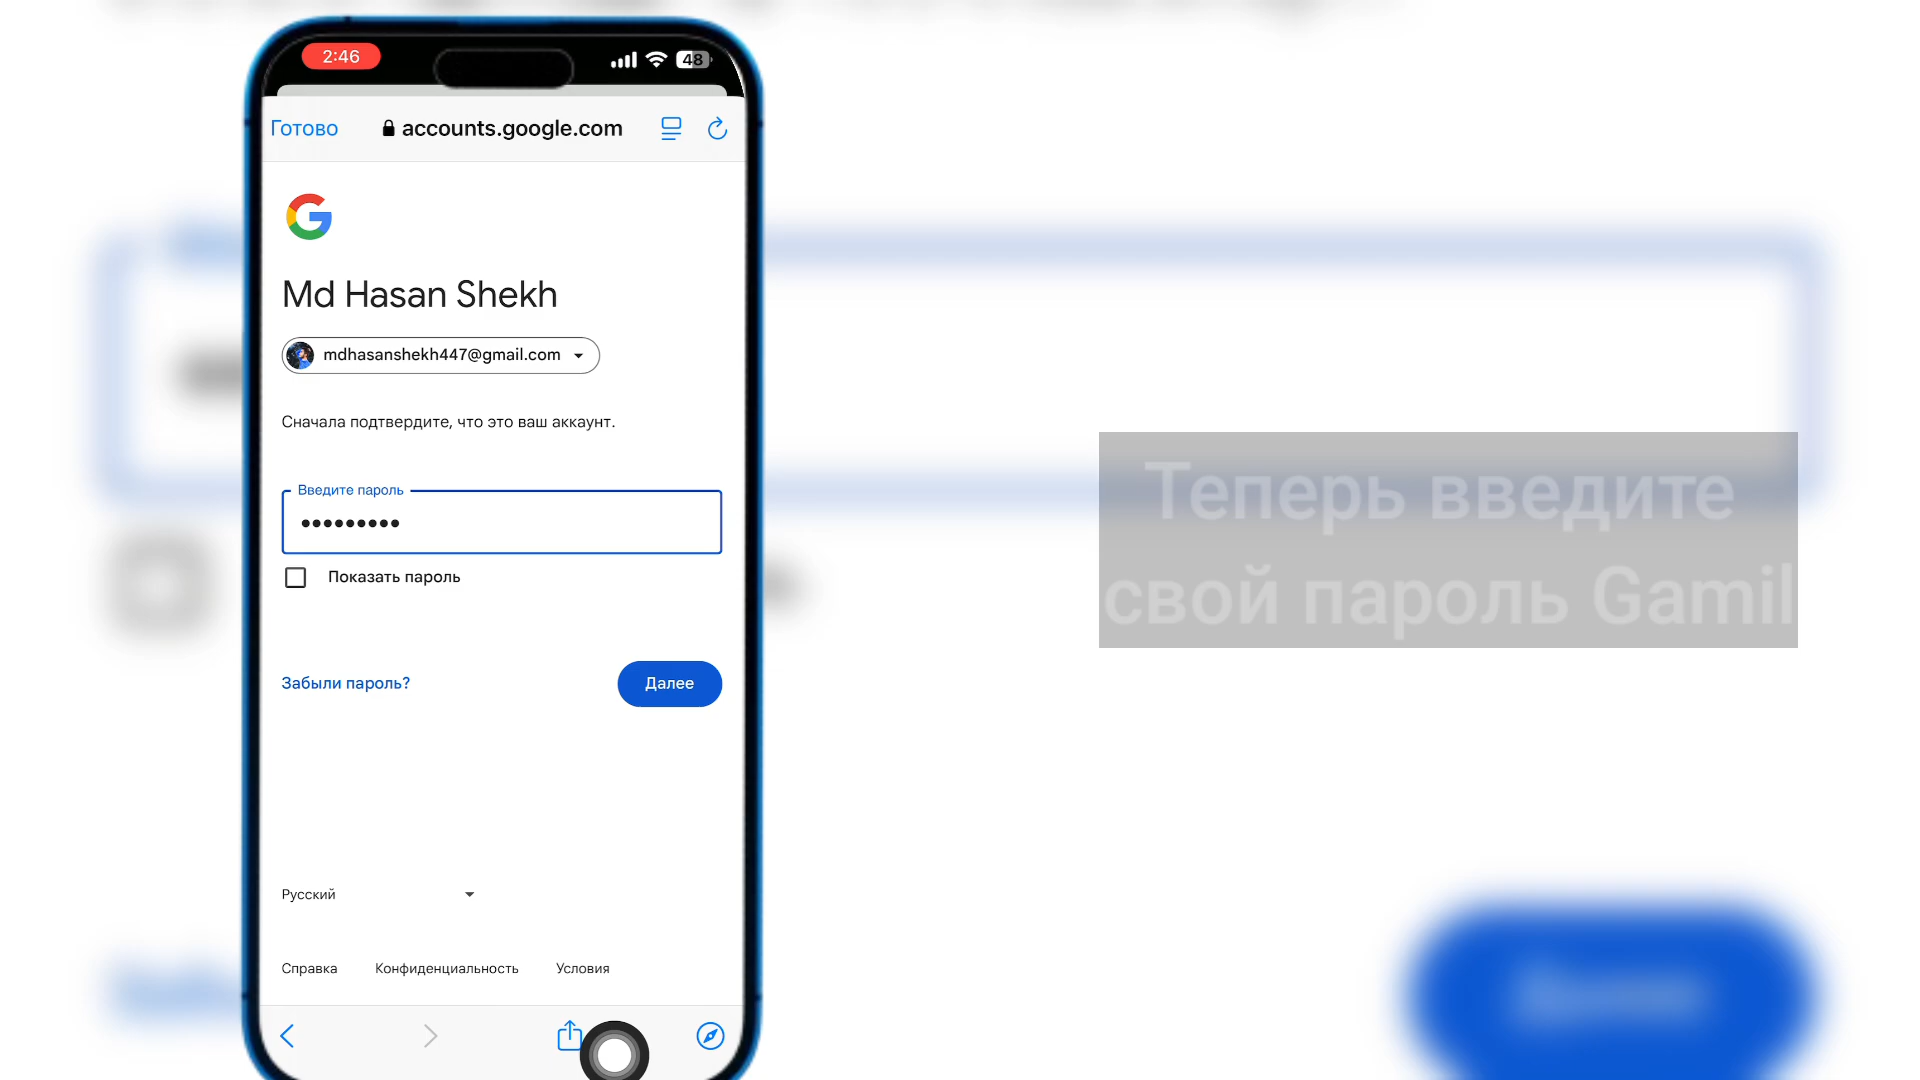 2:46
48
Готово
accounts.google.com
Md Hasan Shekh
mdhasanshekh447@gmail.com
Сначала подтвердите, что это ваш аккаунт.
Введите пароль
•••••••••
Показать пароль
Забыли пароль?
Далее
Русский
Справка Конфиденциальность Условия
Теперь введите
свой пароль Gamil